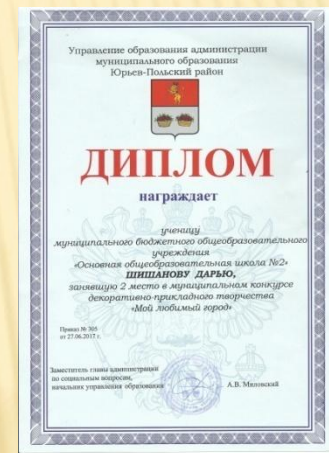 Управление образования администрации
муниципального образования
Юрьев-Польский район
ДИПЛОМ
награждает
ученицу
муниципального бюджетного общеобразовательного
учреждения
«Основная общеобразовательная школа №2»
ШИШАНОВУ ДАРЬЮ,
занявшую 2 место в муниципальном конкурсе
декоративно-прикладного творчества
«Мой любимый город»
Приказ № 305
от 27.06.2017 г.
Заместитель главы администрации
по социальным вопросам,
начальник управления образования
А.В. Миловский